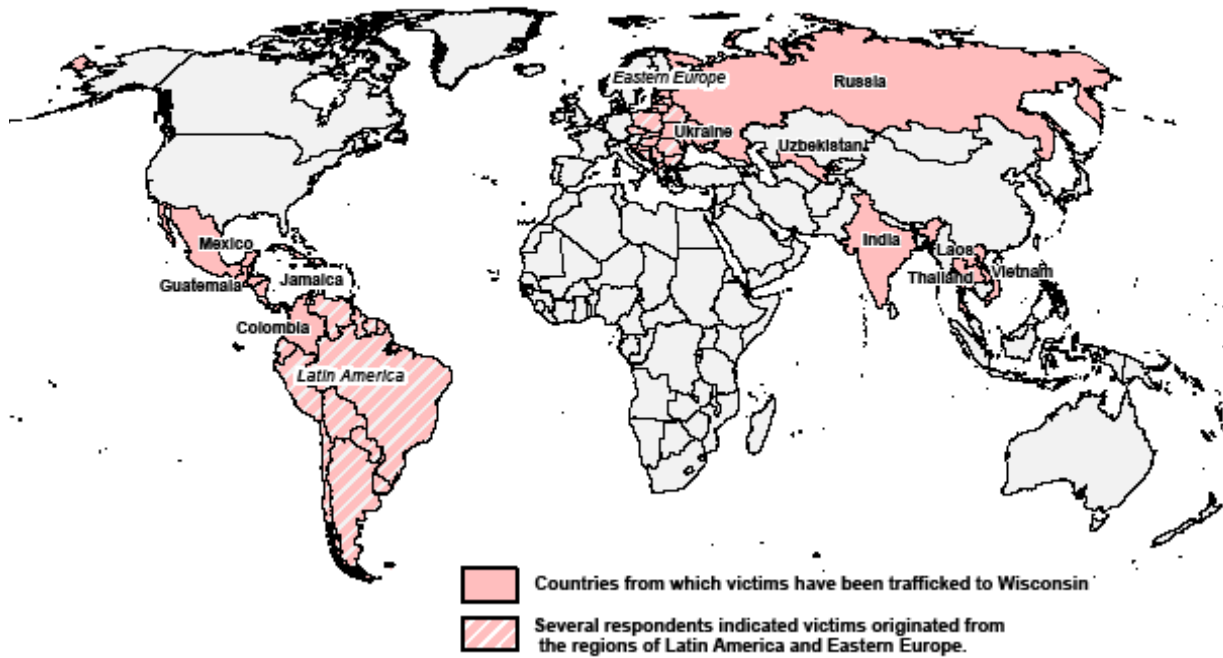 Eastern Europe
Russia
Ukraine
Uzbekistan
Mexico
India
Laos
Guatemala
Jamaica
Thailand
Vietnam
Colombia
Latin America
Countries from which victims have been trafficked to Wisconsin
Several respondents indicated victims originated from
the regions of Latin America and Eastern Europe.